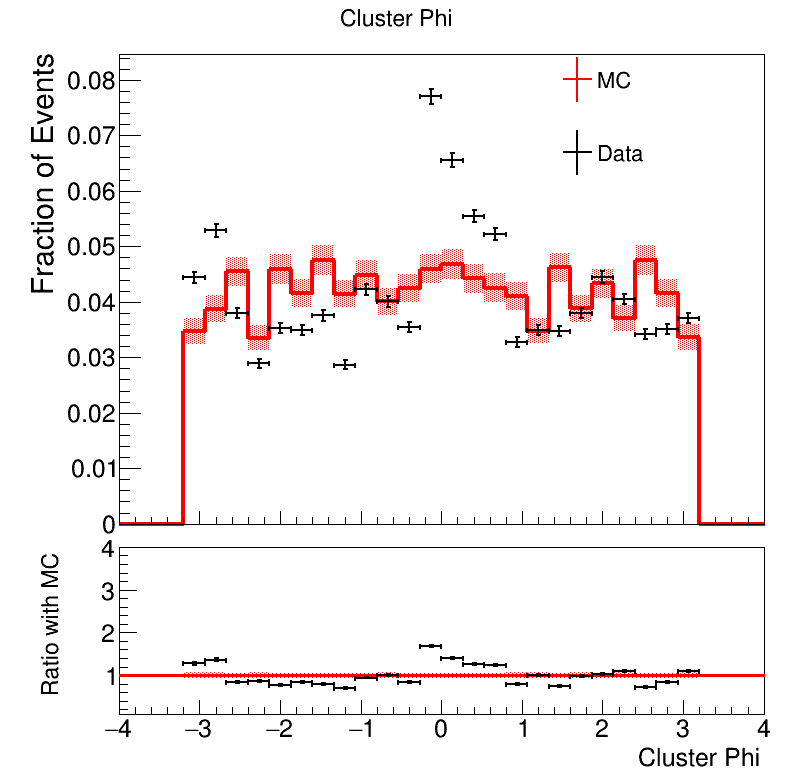 Cluster Phi
Fraction of Events
0.08
0.07
0.06
0.05
0.04
0.03
0.02
0.01
0
MC
Data
Ratio with MC
4
3
2
1
−4 −3 −2 −1 0 1 2 3 4
Cluster Phi